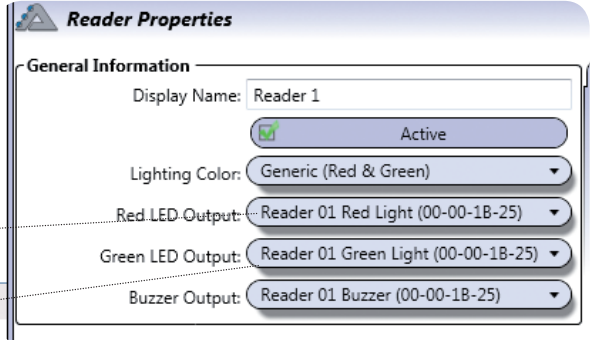 Reader Properties
General Information
Display Name: Reader 1
Active
Lighting Color: Generic (Red & Green)
Red LED Output: Reader 01 Red Light (00-00-1B-25)
Green LED Output: Reader 01 Green Light (00-00-1B-25)
Buzzer Output: Reader 01 Buzzer (00-00-1B-25)